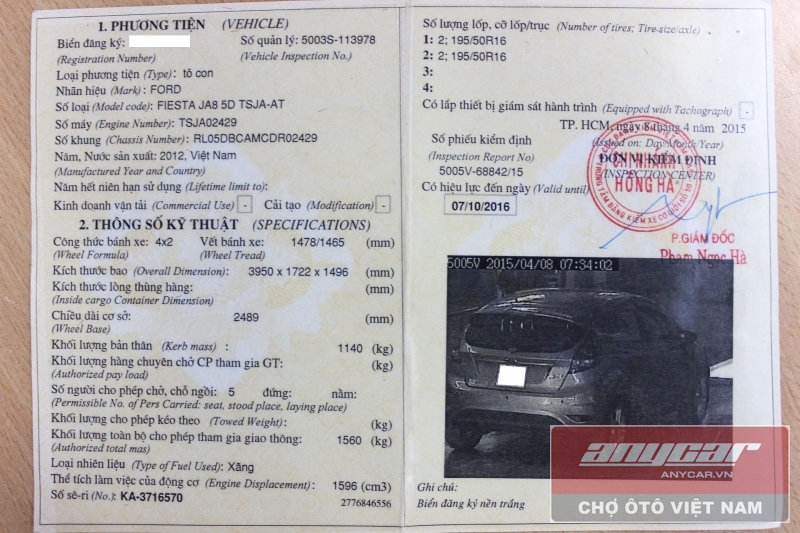 1. PHƯƠNG TIỆN (VEHICLE)
Biển đăng ký: Số quản lý: 5003S-113978
(Registration Number) (Vehicle Inspection No.)
Loại phương tiện (Type): tô con
Nhãn hiệu (Mark): FORD
Số loại (Model code): FIESTA JA8 5D TSJA-AT
Số máy (Engine Number): TSJA02429
Số khung (Chassis Number): RL05DBCAMCDR02429
Năm, Nước sản xuất: 2012, Việt Nam
(Manufactured Year and Country)
Năm hết niên hạn sử dụng (Lifetime limit to):
Kinh doanh vận tải (Commercial Use) - Cải tạo (Modification) -
2. THÔNG SỐ KỸ THUẬT (SPECIFICATIONS)
Công thức bánh xe: 4x2 Vết bánh xe: 1478/1465 (mm)
(Wheel Formula) (Wheel Tread)
Kích thước bao (Overall Dimension): 3950 x 1722 x 1496 (mm)
Kích thước lòng thùng hàng: (mm)
(Inside cargo Container Dimension)
Chiều dài cơ sở: 2489 (mm)
(Wheel Base)
Khối lượng bản thân (Kerb mass) : 1140 (kg)
Khối lượng hàng chuyên chở CP tham gia GT: (kg)
(Authorized pay load)
Số người cho phép chở, chỗ ngồi: 5 đứng: nằm:
(Permissible No. of Pers Carried: seat, stood place, laying place)
Khối lượng cho phép kéo theo (Towed Weight): (kg)
Khối lượng toàn bộ cho phép tham gia giao thông: 1560 (kg)
(Authorized total mas)
Loại nhiên liệu (Type of Fuel Used): Xăng
Thể tích làm việc của động cơ (Engine Displacement): 1596 (cm3)
Số sê-ri (No.): KA-3716570 2776846556
Số lượng lốp, cỡ lốp/trục (Number of tires; Tire-size/axle)
1: 2; 195/50R16
2: 2; 195/50R16
3:
4:
Có lắp thiết bị giám sát hành trình (Equipped with Tachograph) -
TP. HCM, ngày 8 tháng 4 năm 2015
Số phiếu kiểm định (Issued on: Day/Month/Year)
(Inspection Report No) ĐƠN VỊ KIỂM ĐỊNH
5005V-68842/15 (INSPECTION CENTER)
Có hiệu lực đến ngày (Valid until)
07/10/2016
CHI NHÁNH
HỒNG HÀ
P.GIÁM ĐỐC
Phạm Ngọc Hà
5005V 2015/04/08 07:34:02
Ghi chú:
Biển đăng ký nền trắng
anycar
ANYCAR.VN
CHỢ ÔTÔ VIỆT NAM